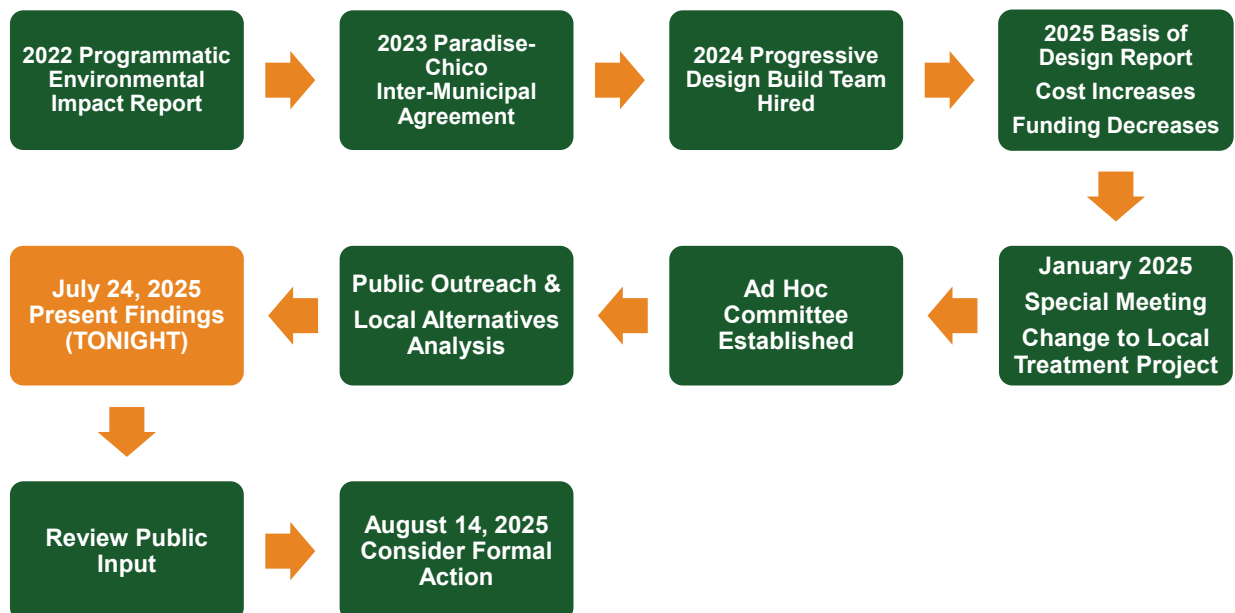 2022 Programmatic
Environmental
Impact Report
2023 Paradise-
Chico
Inter-Municipal
Agreement
2024 Progressive
Design Build Team
Hired
2025 Basis of
Design Report
Cost Increases
Funding Decreases
January 2025
Special Meeting
Change to Local
Treatment Project
Ad Hoc
Committee
Established
Public Outreach &
Local Alternatives
Analysis
July 24, 2025
Present Findings
(TONIGHT)
Review Public
Input
August 14, 2025
Consider Formal
Action